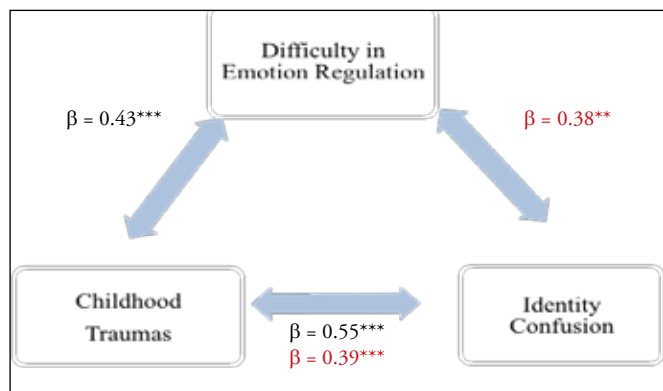 Difficulty in
Emotion Regulation
β = 0.43***
β = 0.38**
Childhood
Traumas
β = 0.55***
β = 0.39***
Identity
Confusion